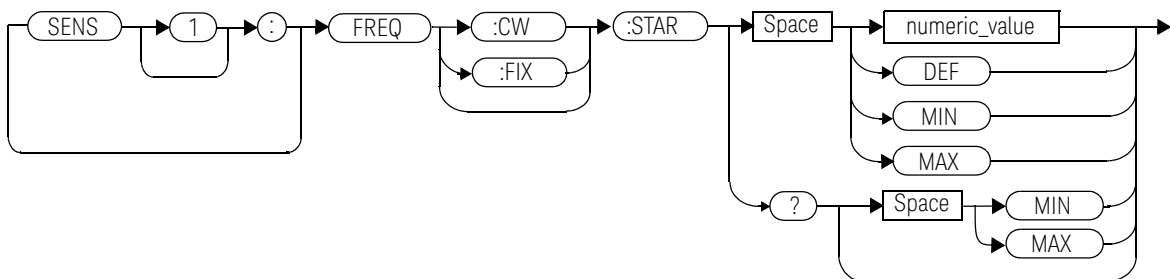 SENS 1 : FREQ :CW :STAR Space numeric_value
:FIX DEF
MIN
MAX
? Space MIN
MAX